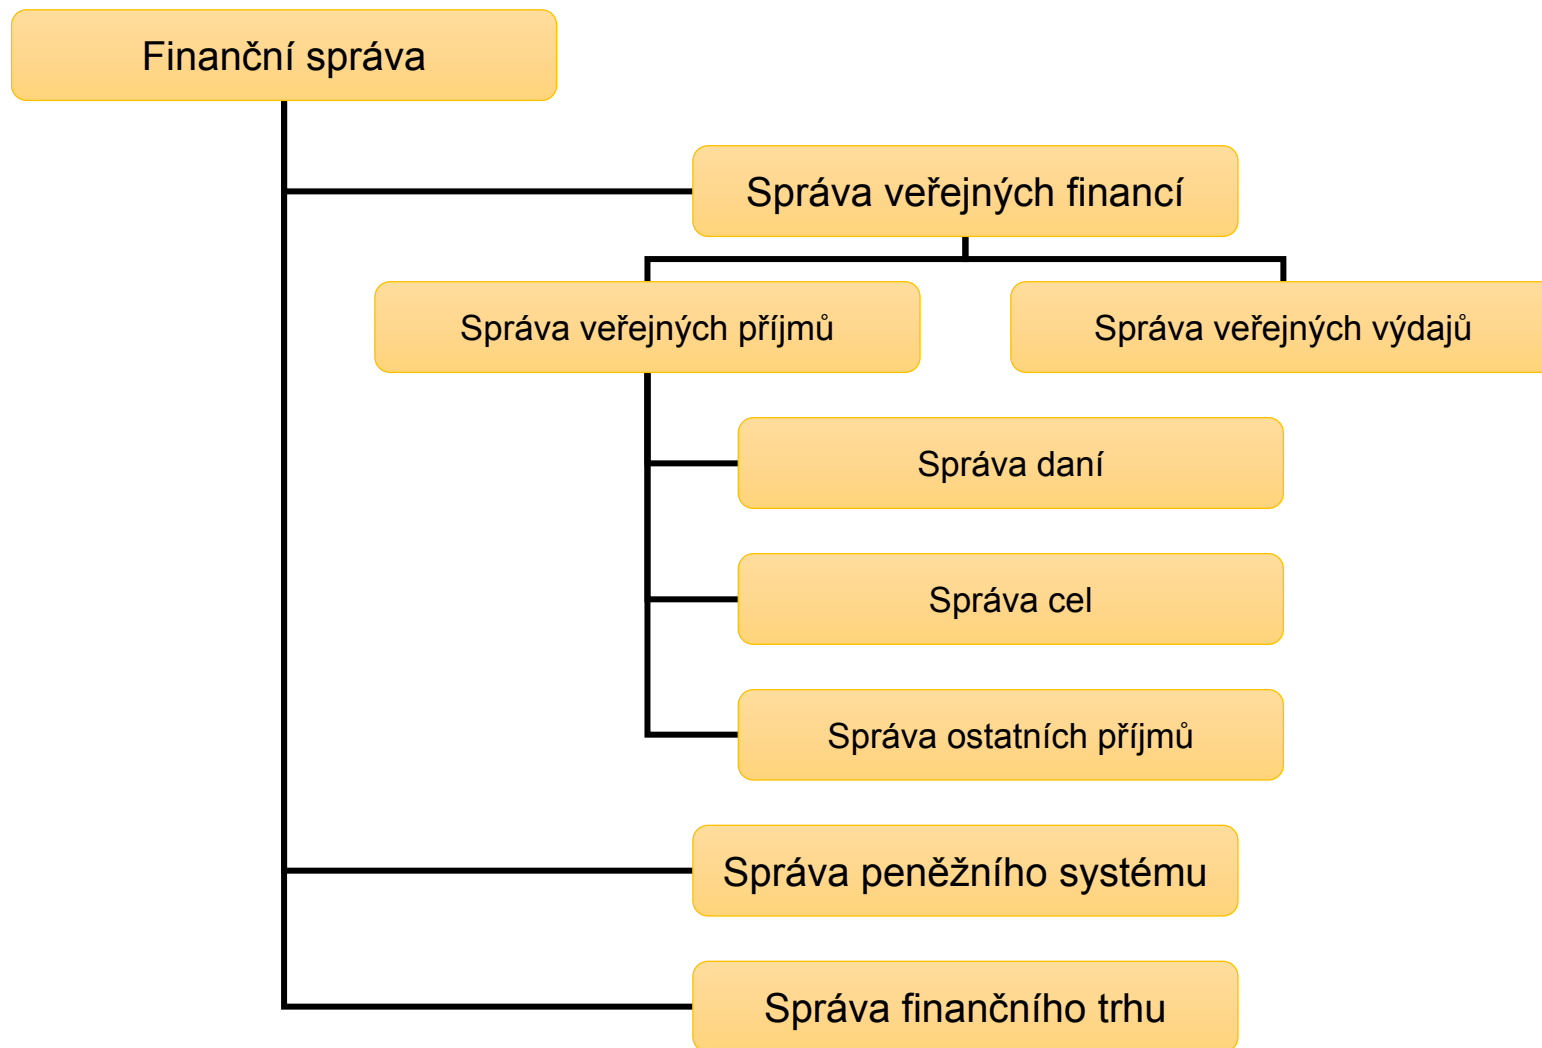 Finanční správa
Správa veřejných financí
Správa veřejných příjmů
Správa veřejných výdajů
Správa daní
Správa cel
Správa ostatních příjmů
Správa peněžního systému
Správa finančního trhu